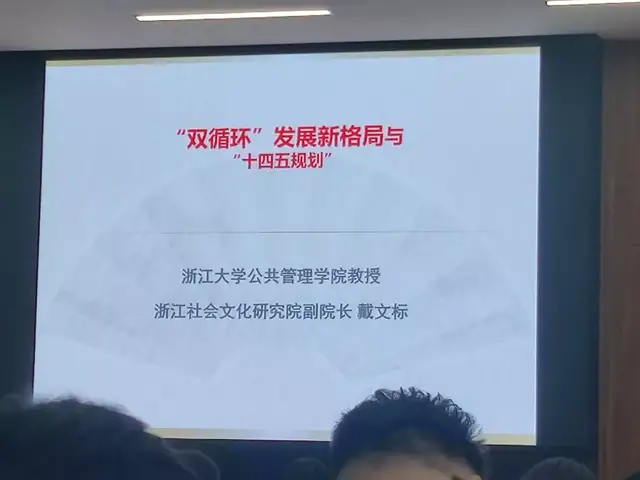 “双循环”发展新格局与
“十四五规划”
浙江大学公共管理学院教授
浙江社会文化研究院副院长 戴文标